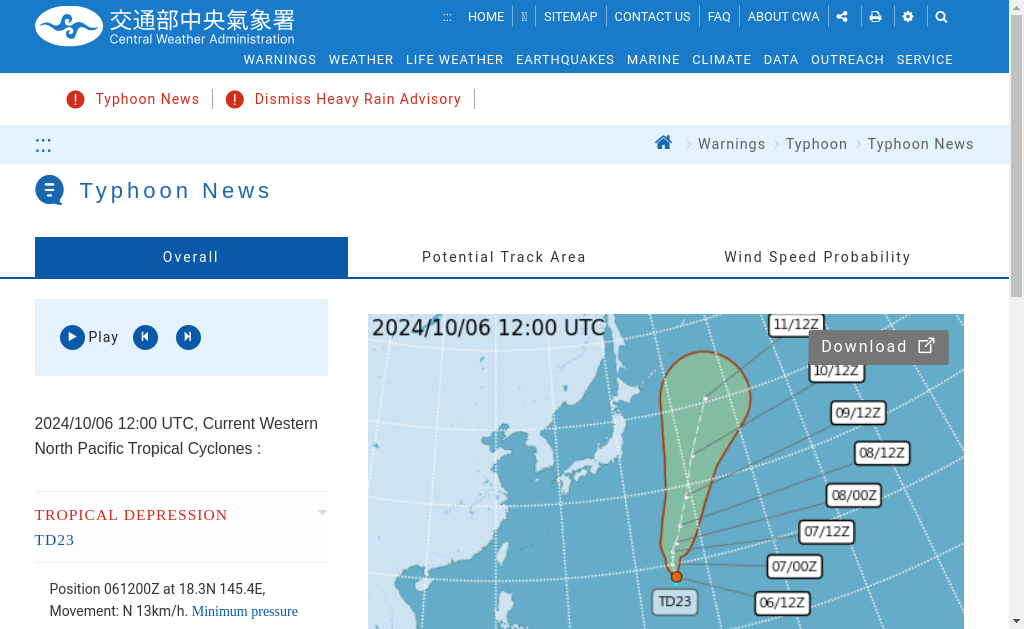 交通部中央氣象署
Central Weather Administration
::: HOME SITEMAP CONTACT US FAQ ABOUT CWA
WARNINGS WEATHER LIFE WEATHER EARTHQUAKES MARINE CLIMATE DATA OUTREACH SERVICE
Typhoon News Dismiss Heavy Rain Advisory
::: Warnings Typhoon Typhoon News
Typhoon News
Overall Potential Track Area Wind Speed Probability
Play
2024/10/06 12:00 UTC, Current Western
North Pacific Tropical Cyclones :
TROPICAL DEPRESSION
TD23
Position 061200Z at 18.3N 145.4E,
Movement: N 13km/h. Minimum pressure
2024/10/06 12:00 UTC
Download
11/12Z
10/12Z
09/12Z
08/12Z
08/00Z
07/12Z
07/00Z
06/12Z
TD23